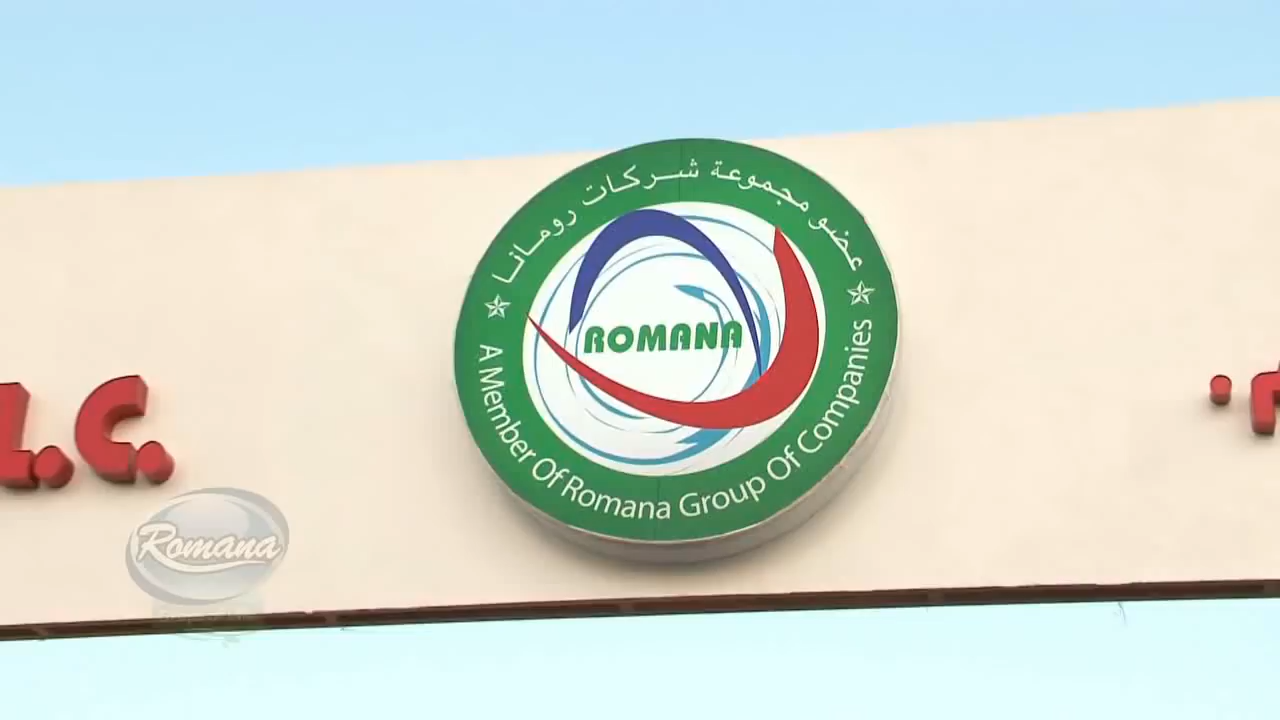 عضو مجموعة شركات رومانا
ROMANA
A Member Of Romana Group Of Companies
L.C.
Romana